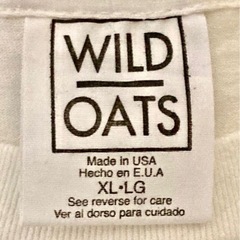 WILD
OATS
Made in USA
Hecho en E.U.A
XL•LG
See reverse for care
Ver al dorso para cuidado